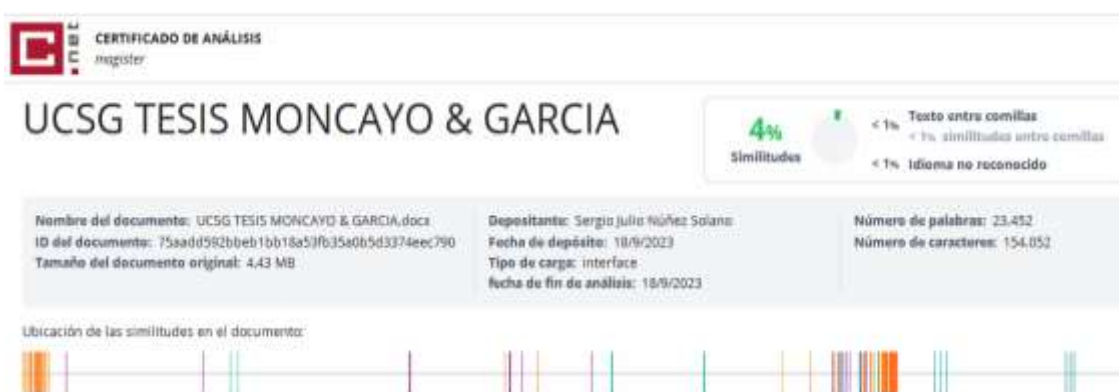 .net
CERTIFICADO DE ANÁLISIS
magister
UCSG TESIS MONCAYO & GARCIA
4%
Similitudes
< 1% Texto entre comillas
< 1% similitudes entre comillas
< 1% Idioma no reconocido
Nombre del documento: UCSG TESIS MONCAYO & GARCIA.docx
ID del documento: 75aadd592bbeb1bb18a53fb35a0b5d3374eec790
Tamaño del documento original: 4,43 MB
Depositante: Sergio Julio Núñez Solano
Fecha de depósito: 18/9/2023
Tipo de carga: interface
fecha de fin de análisis: 18/9/2023
Número de palabras: 23.452
Número de caracteres: 154.052
Ubicación de las similitudes en el documento: